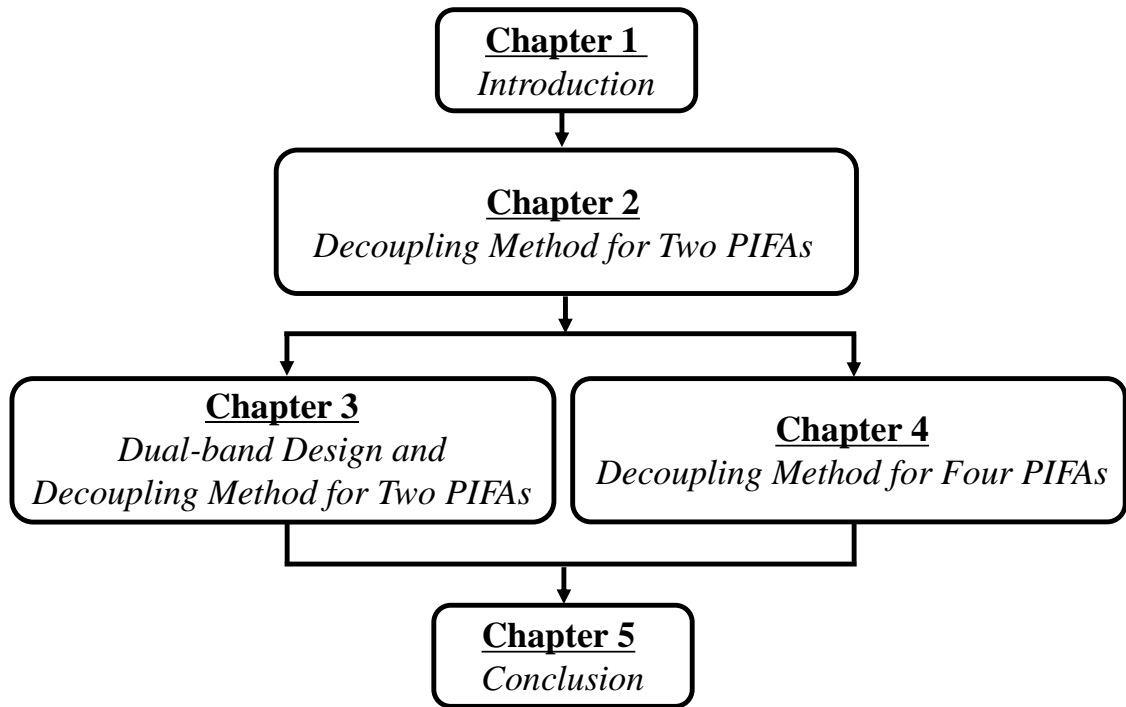 Chapter 1
Introduction
Chapter 2
Decoupling Method for Two PIFAs
Chapter 3
Dual-band Design and
Decoupling Method for Two PIFAs
Chapter 4
Decoupling Method for Four PIFAs
Chapter 5
Conclusion